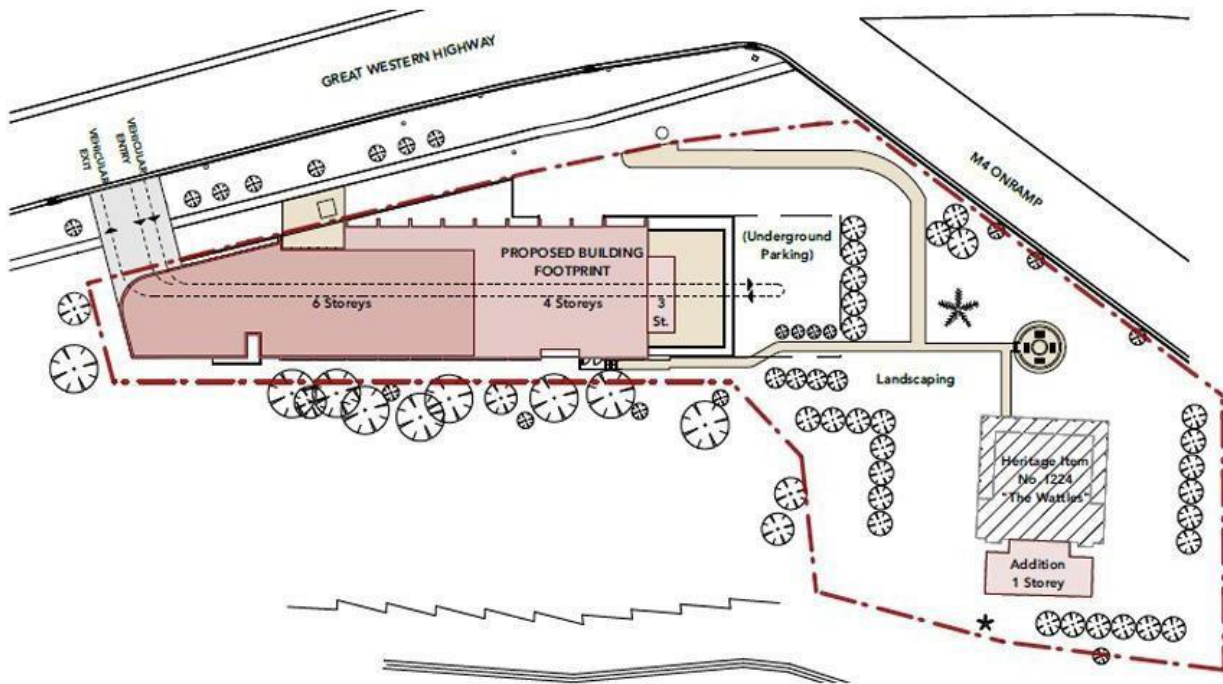 GREAT WESTERN HIGHWAY
VEHICULAR
EXIT
VEHICULAR
ENTRY
M4 ONRAMP
PROPOSED BUILDING
FOOTPRINT
(Underground
Parking)
6 Storeys
4 Storeys
3
St.
Landscaping
Heritage Item
No. 1224
"The Wattles"
Addition
1 Storey